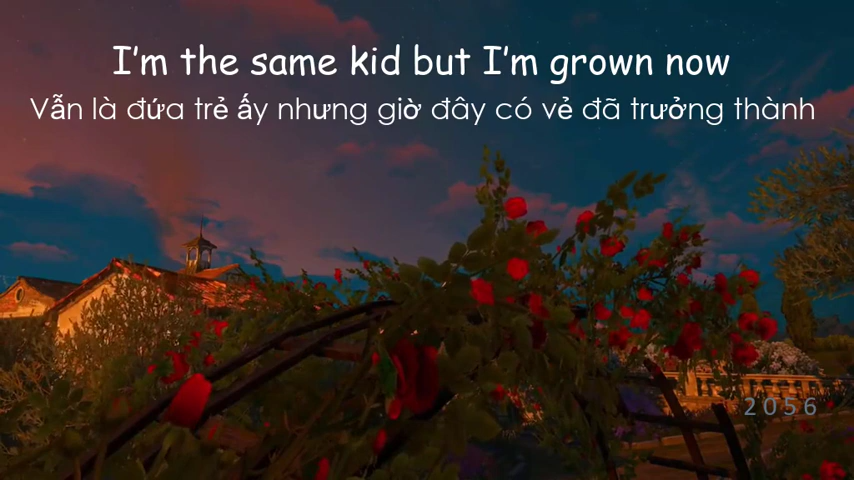 I'm the same kid but I'm grown now
Vẫn là đứa trẻ ấy nhưng giờ đây có vẻ đã trưởng thành
2056